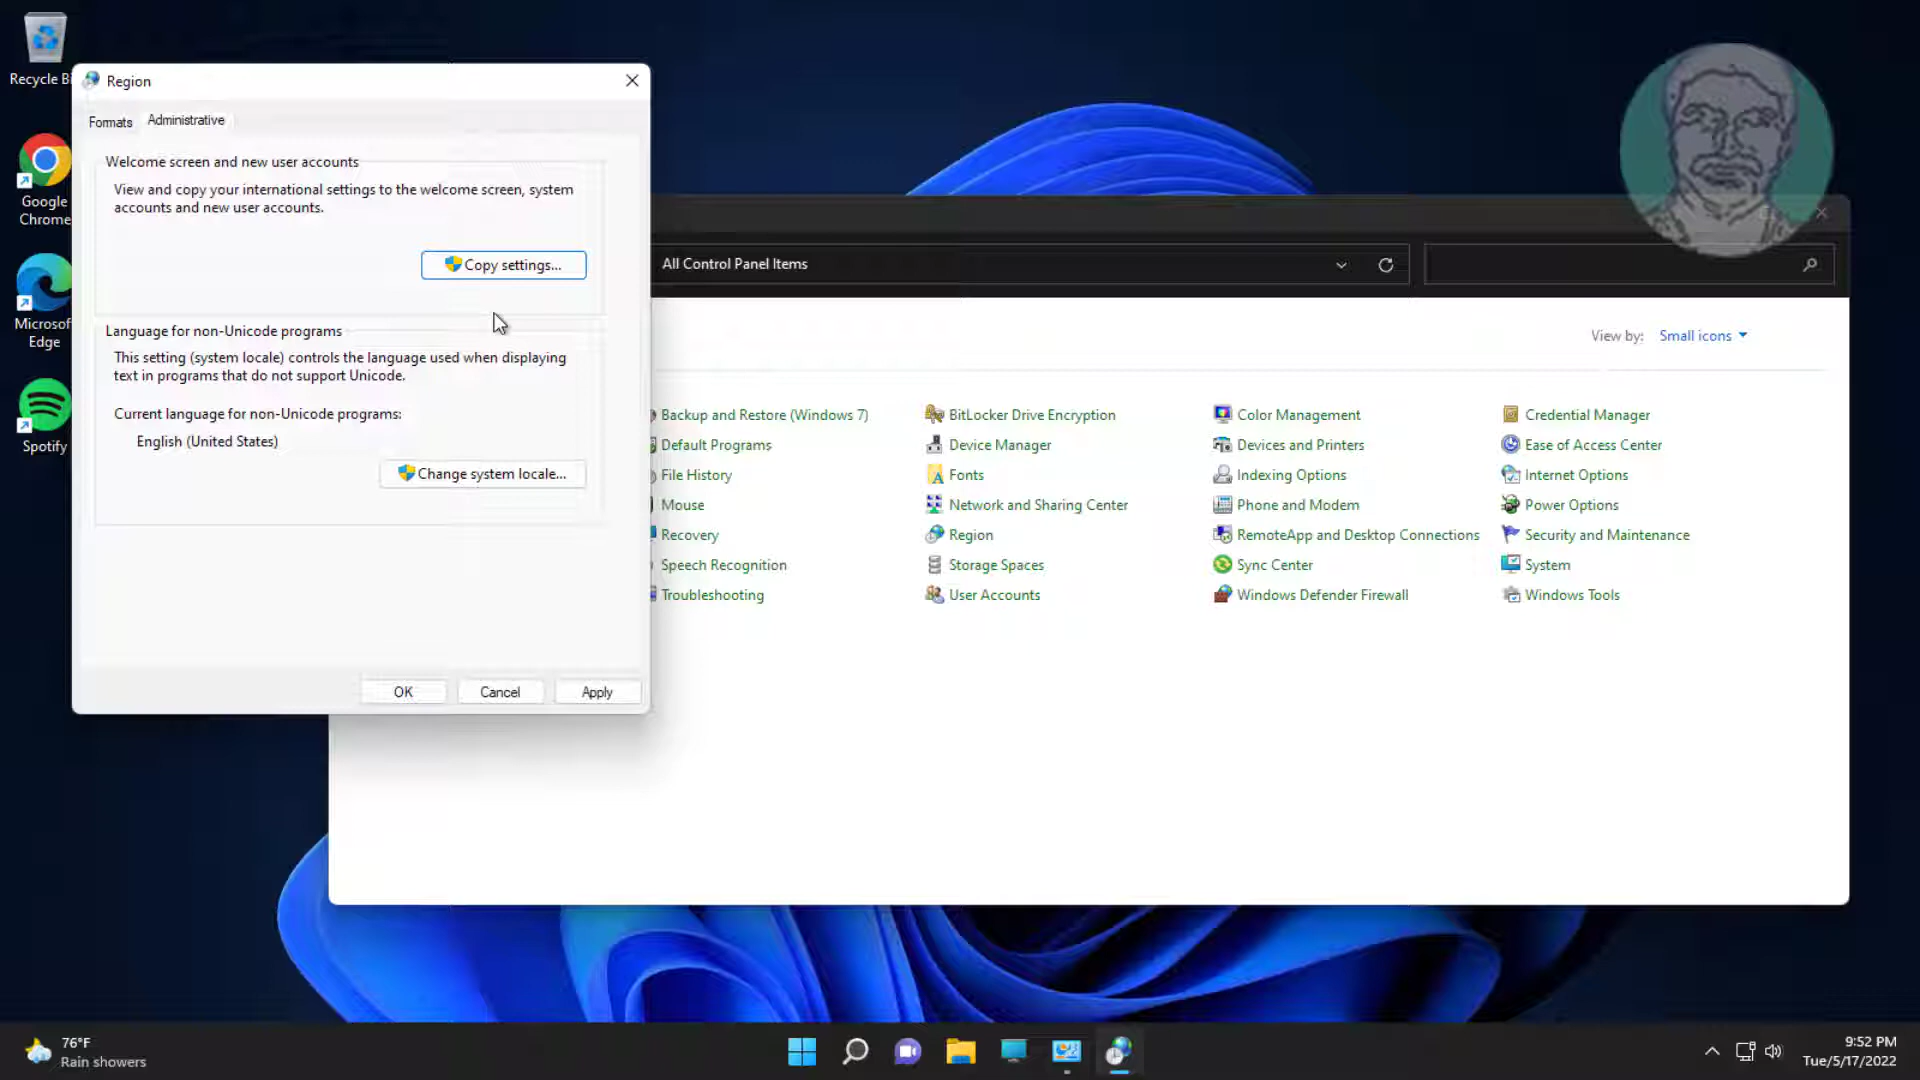 Recycle Bi
Google
Chrome
Microsof
Edge
Spotify
Region
Formats
Administrative
Welcome screen and new user accounts
View and copy your international settings to the welcome screen, system
accounts and new user accounts.
Copy settings...
Language for non-Unicode programs
This setting (system locale) controls the language used when displaying
text in programs that do not support Unicode.
Current language for non-Unicode programs:
English (United States)
Change system locale...
OK
Cancel
Apply
All Control Panel Items
View by:
Small icons
Backup and Restore (Windows 7)
BitLocker Drive Encryption
Color Management
Credential Manager
Default Programs
Device Manager
Devices and Printers
Ease of Access Center
File History
Fonts
Indexing Options
Internet Options
Mouse
Network and Sharing Center
Phone and Modem
Power Options
Recovery
Region
RemoteApp and Desktop Connections
Security and Maintenance
Speech Recognition
Storage Spaces
Sync Center
System
Troubleshooting
User Accounts
Windows Defender Firewall
Windows Tools
76°F
Rain showers
9:52 PM
Tue/5/17/2022